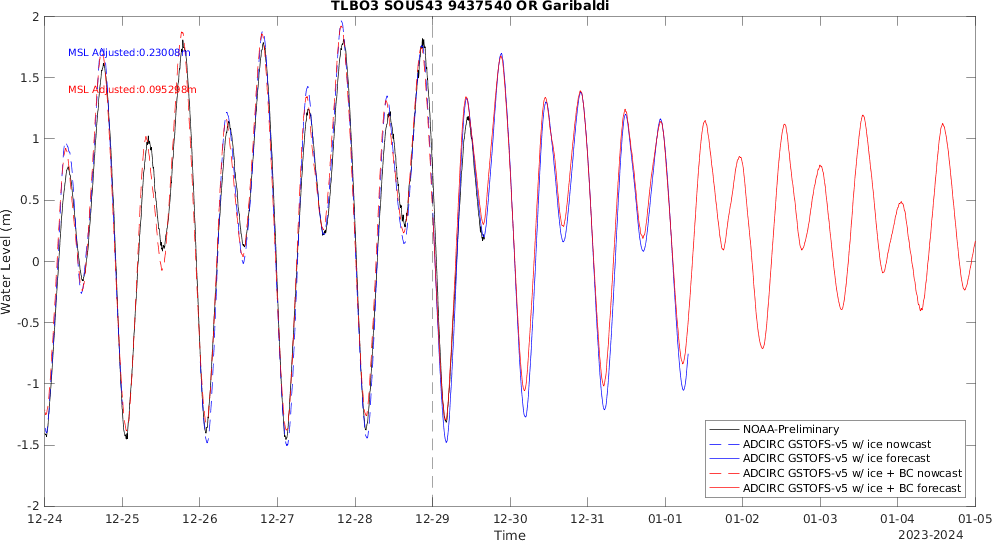 TLBO3 SOUS43 9437540 OR Garibaldi
MSL Adjusted:0.23008m
MSL Adjusted:0.095298m
Water Level (m)
2
1.5
1
0.5
0
-0.5
-1
-1.5
-2
NOAA-Preliminary
ADCIRC GSTOFS-v5 w/ ice nowcast
ADCIRC GSTOFS-v5 w/ ice forecast
ADCIRC GSTOFS-v5 w/ ice + BC nowcast
ADCIRC GSTOFS-v5 w/ ice + BC forecast
12-24 12-25 12-26 12-27 12-28 12-29 12-30 12-31 01-01 01-02 01-03 01-04 01-05
Time
2023-2024